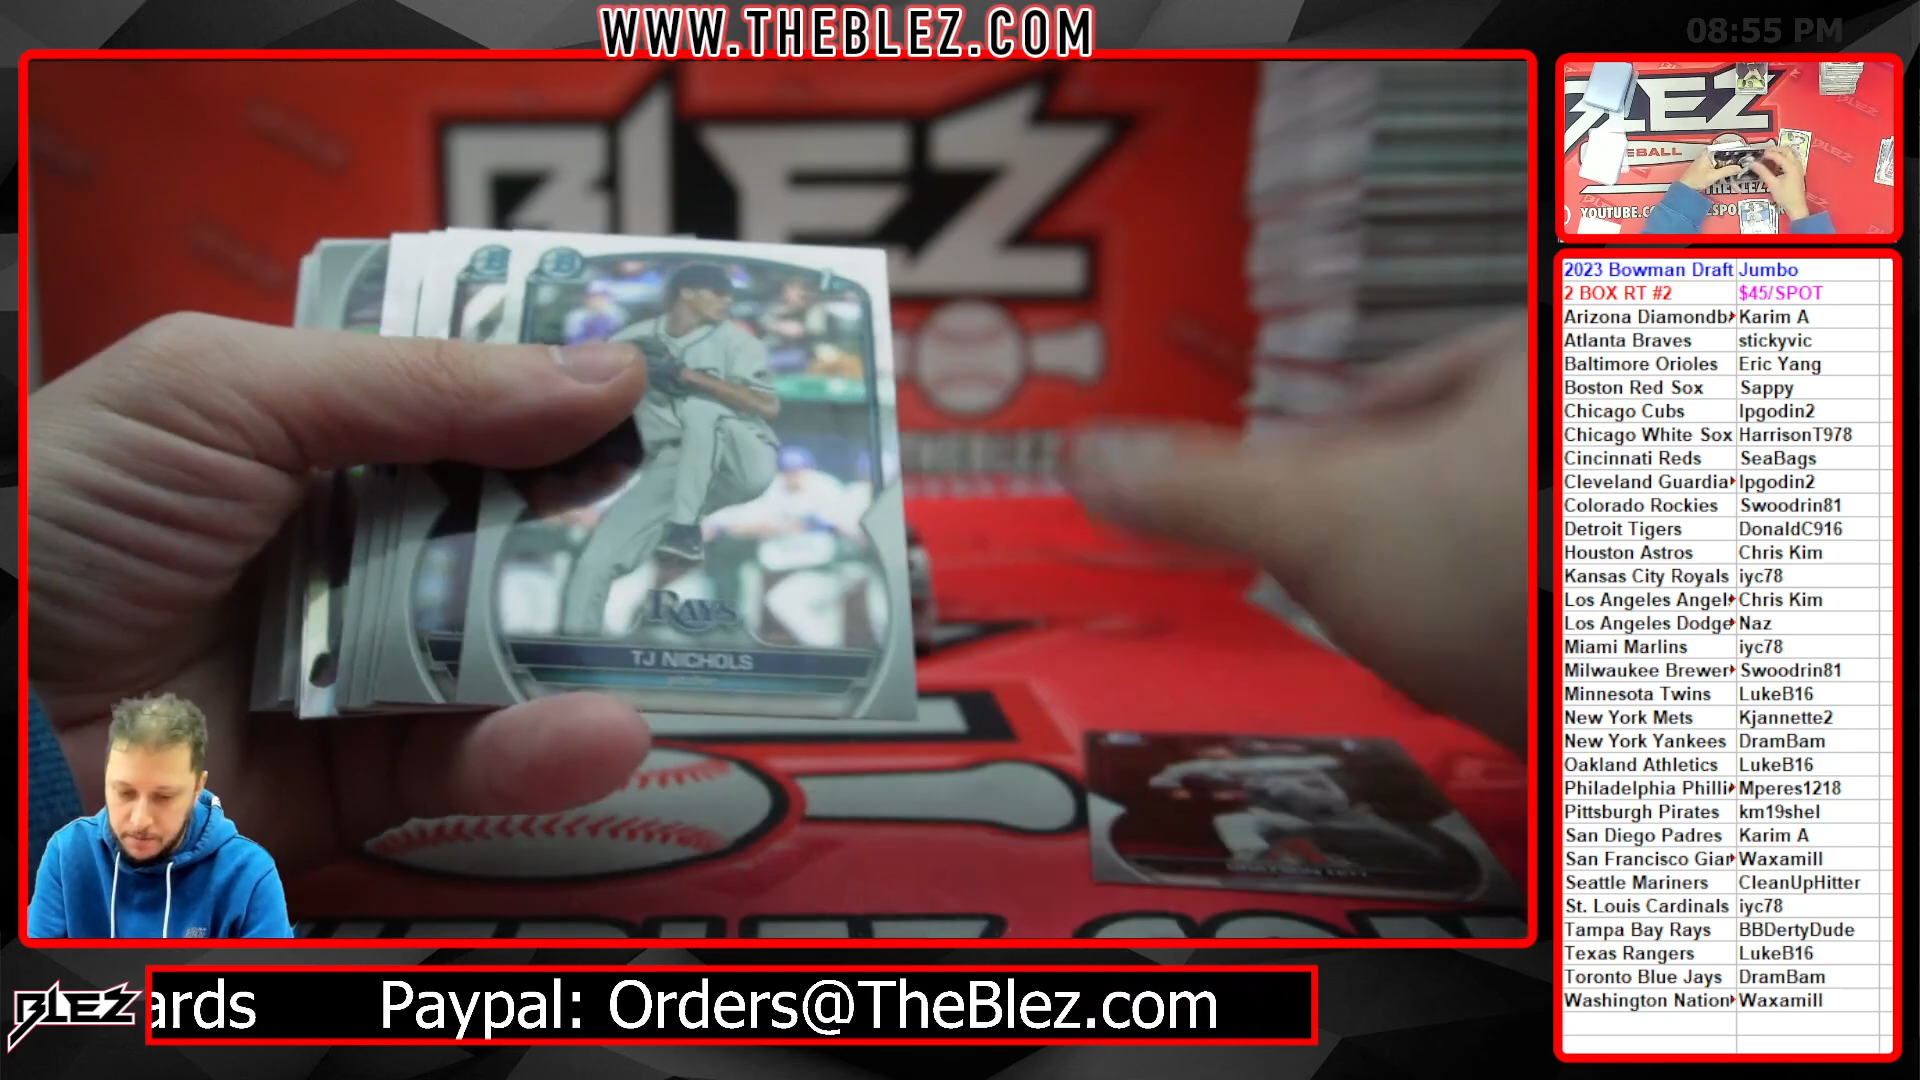 WWW.THEBLEZ.COM
08:55 PM
BLEZ
RAYS
TJ NICHOLS
LEZ
EBALL
THEBLEZ
YOUTUBE.C
2023 Bowman Draft Jumbo
2 BOX RT #2 $45/SPOT
Arizona Diamondb Karim A
Atlanta Braves stickyvic
Baltimore Orioles Eric Yang
Boston Red Sox Sappy
Chicago Cubs lpgodin2
Chicago White Sox HarrisonT978
Cincinnati Reds SeaBags
Cleveland Guardia lpgodin2
Colorado Rockies Swoodrin81
Detroit Tigers DonaldC916
Houston Astros Chris Kim
Kansas City Royals iyc78
Los Angeles Angel Chris Kim
Los Angeles Dodge Naz
Miami Marlins iyc78
Milwaukee Brewer Swoodrin81
Minnesota Twins LukeB16
New York Mets Kjannette2
New York Yankees DramBam
Oakland Athletics LukeB16
Philadelphia Philli Mperes1218
Pittsburgh Pirates km19shel
San Diego Padres Karim A
San Francisco Giar Waxamill
Seattle Mariners CleanUpHitter
St. Louis Cardinals iyc78
Tampa Bay Rays BBDertyDude
Texas Rangers LukeB16
Toronto Blue Jays DramBam
Washington Nation Waxamill
BLEZ
ards Paypal: Orders@TheBlez.com